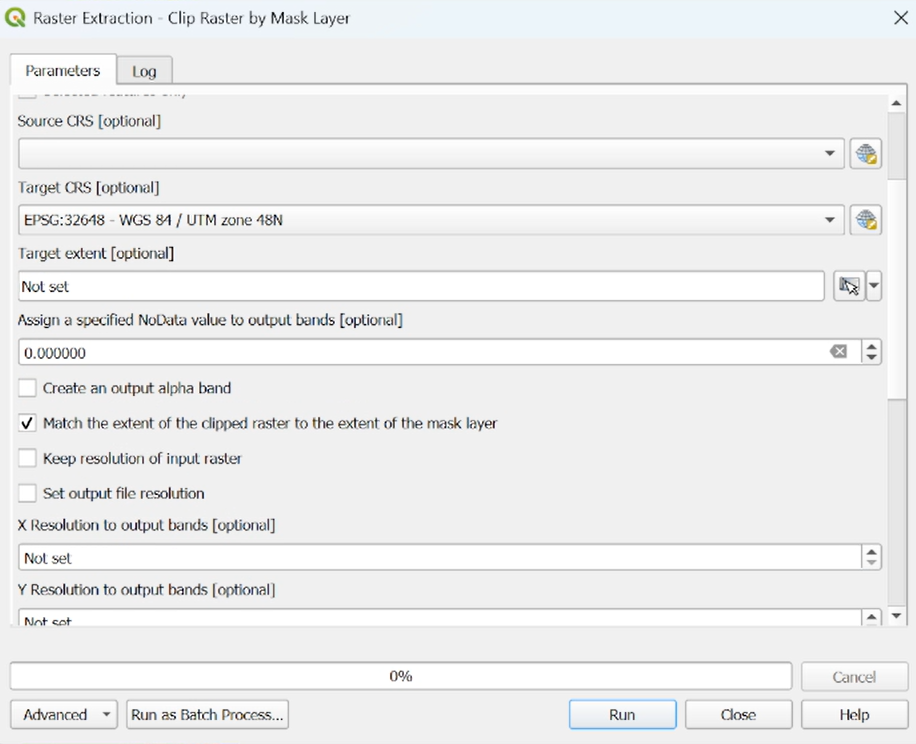 Raster Extraction - Clip Raster by Mask Layer
Parameters
Log
Source CRS [optional]
Target CRS [optional]
EPSG:32648 - WGS 84 / UTM zone 48N
Target extent [optional]
Not set
Assign a specified NoData value to output bands [optional]
0.000000
Create an output alpha band
Match the extent of the clipped raster to the extent of the mask layer
Keep resolution of input raster
Set output file resolution
X Resolution to output bands [optional]
Not set
Y Resolution to output bands [optional]
Not set
0%
Cancel
Advanced
Run as Batch Process...
Run
Close
Help